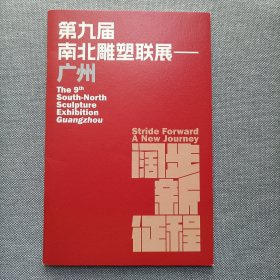 第九届
南北雕塑联展——
广州
The 9th
South-North
Sculpture
Exhibition
Guangzhou
Stride Forward
A New Journey
阔步
新
征程